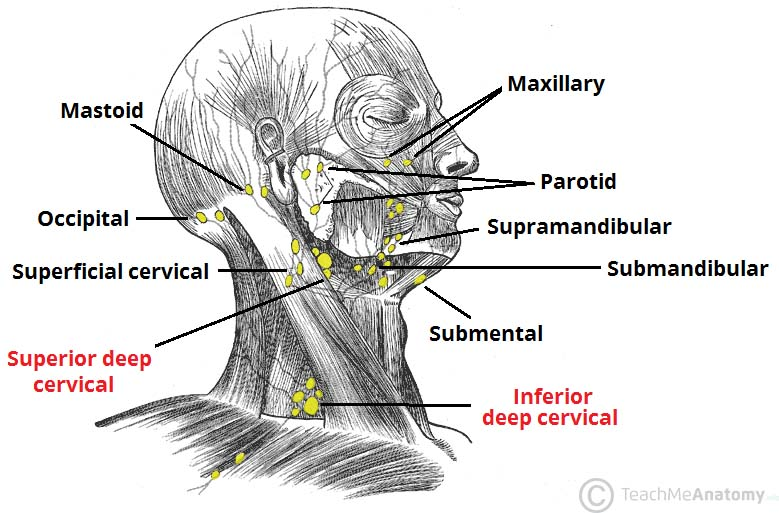 Maxillary
Mastoid
Parotid
Occipital
Supramandibular
Superficial cervical
Submandibular
Submental
Superior deep
cervical
Inferior
deep cervical
© TeachMeAnatomy